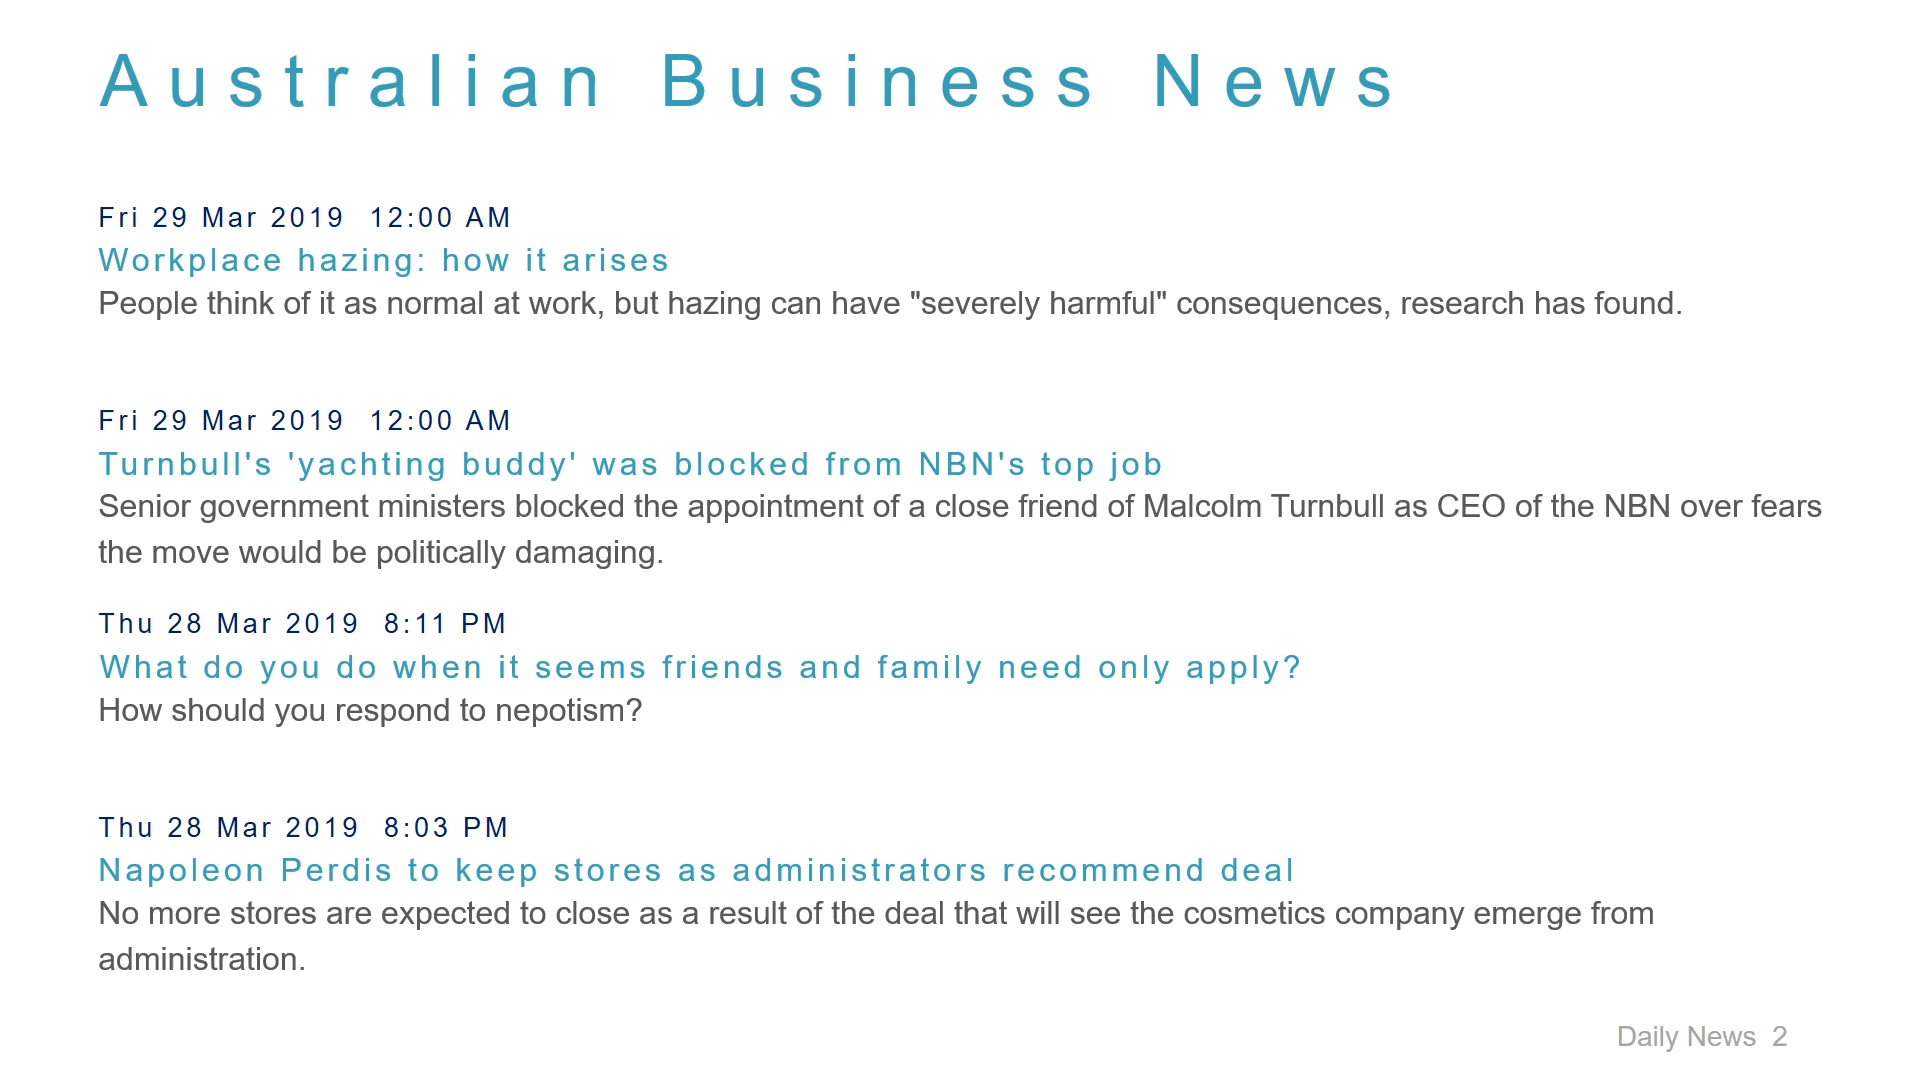 Australian Business News
Fri 29 Mar 2019  12:00 AM
Workplace hazing: how it arises
People think of it as normal at work, but hazing can have "severely harmful" consequences, research has found.
Fri 29 Mar 2019  12:00 AM
Turnbull's 'yachting buddy' was blocked from NBN's top job
Senior government ministers blocked the appointment of a close friend of Malcolm Turnbull as CEO of the NBN over fears
the move would be politically damaging.
Thu 28 Mar 2019  8:11 PM
What do you do when it seems friends and family need only apply?
How should you respond to nepotism?
Thu 28 Mar 2019  8:03 PM
Napoleon Perdis to keep stores as administrators recommend deal
No more stores are expected to close as a result of the deal that will see the cosmetics company emerge from
administration.
Daily News  2